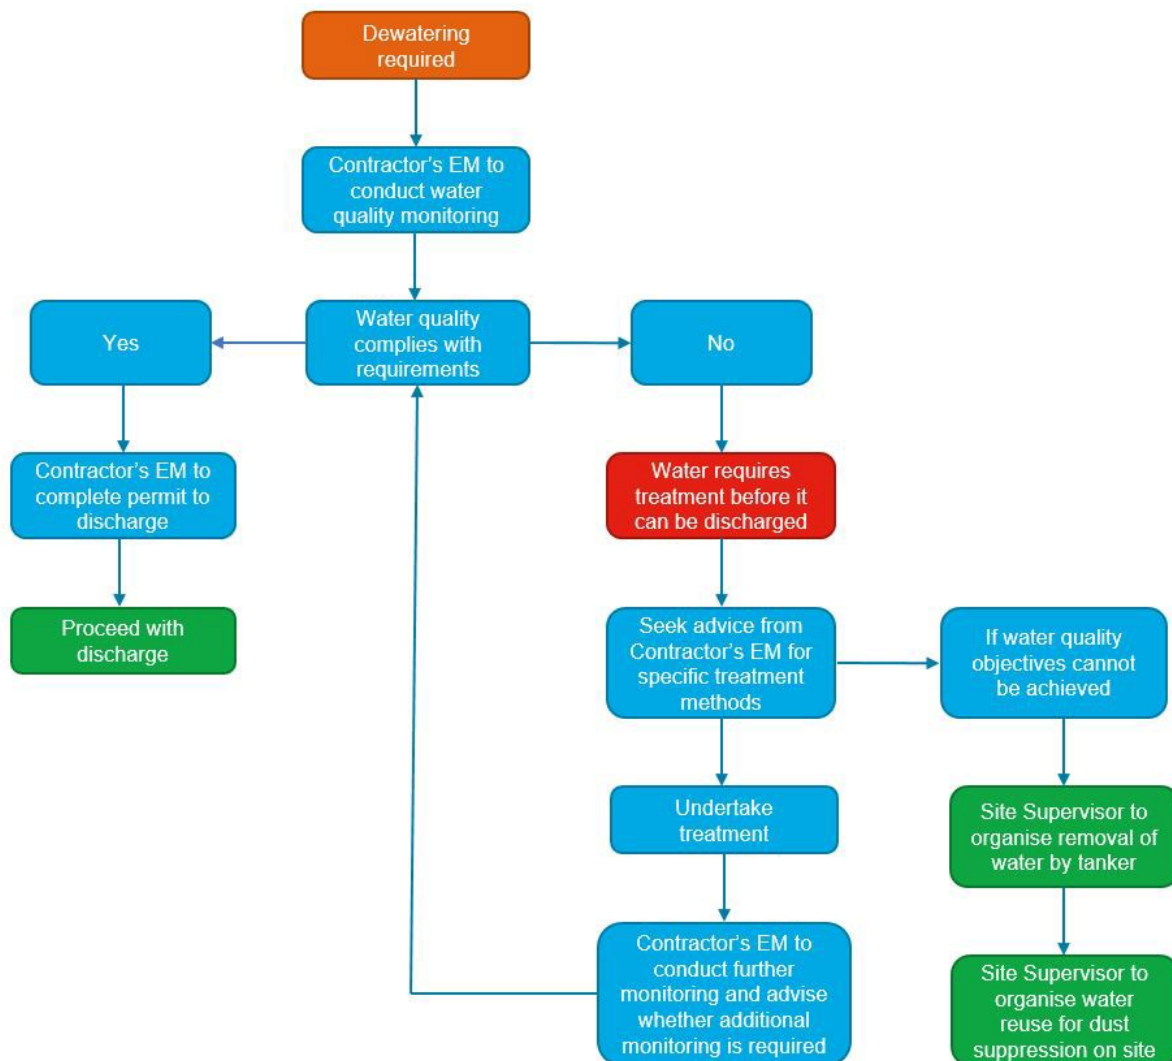 Dewatering
required
Contractor’s EM to
conduct water
quality monitoring
Yes
Water quality
complies with
requirements
No
Contractor’s EM to
complete permit to
discharge
Water requires
treatment before it
can be discharged
Proceed with
discharge
Seek advice from
Contractor’s EM for
specific treatment
methods
If water quality
objectives cannot
be achieved
Undertake
treatment
Site Supervisor to
organise removal of
water by tanker
Contractor’s EM to
conduct further
monitoring and advise
whether additional
monitoring is required
Site Supervisor to
organise water
reuse for dust
suppression on site